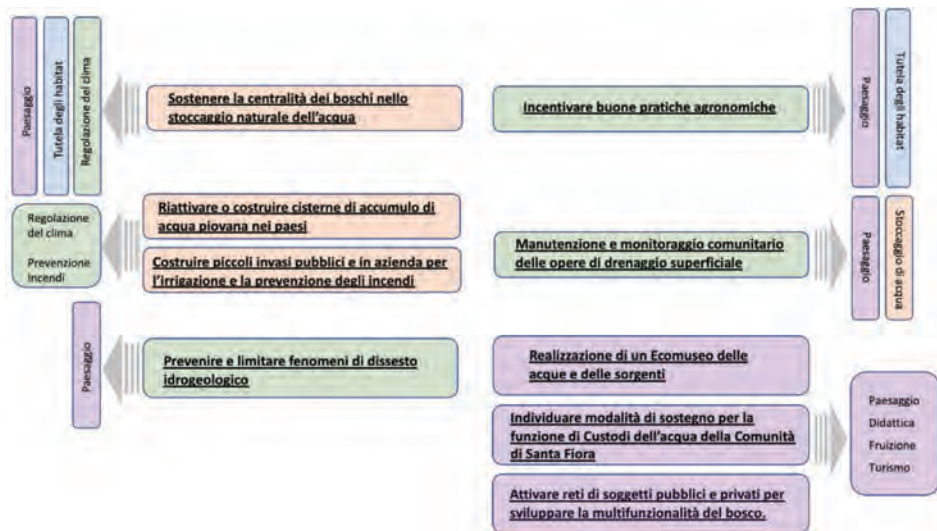 Paesaggio
Tutela degli habitat
Regolazione del clima
Sostenere la centralità dei boschi nello
stoccaggio naturale dell'acqua
Incentivare buone pratiche agronomiche
Paesaggio
Tutela degli habitat
Regolazione
del clima
Prevenzione
Incendi
Riattivare o costruire cisterne di accumulo di
acqua piovana nei paesi
Costruire piccoli invasi pubblici e in azienda per
l'irrigazione e la prevenzione degli incendi
Manutenzione e monitoraggio comunitario
delle opere di drenaggio superficiale
Paesaggio
Stoccaggio di acqua
Paesaggio
Prevenire e limitare fenomeni di dissesto
idrogeologico
Realizzazione di un Ecomuseo delle
acque e delle sorgenti
Individuare modalità di sostegno per la
funzione di Custodi dell'acqua della Comunità
di Santa Fiora
Attivare reti di soggetti pubblici e privati per
sviluppare la multifunzionalità del bosco.
Paesaggio
Didattica
Fruizione
Turismo